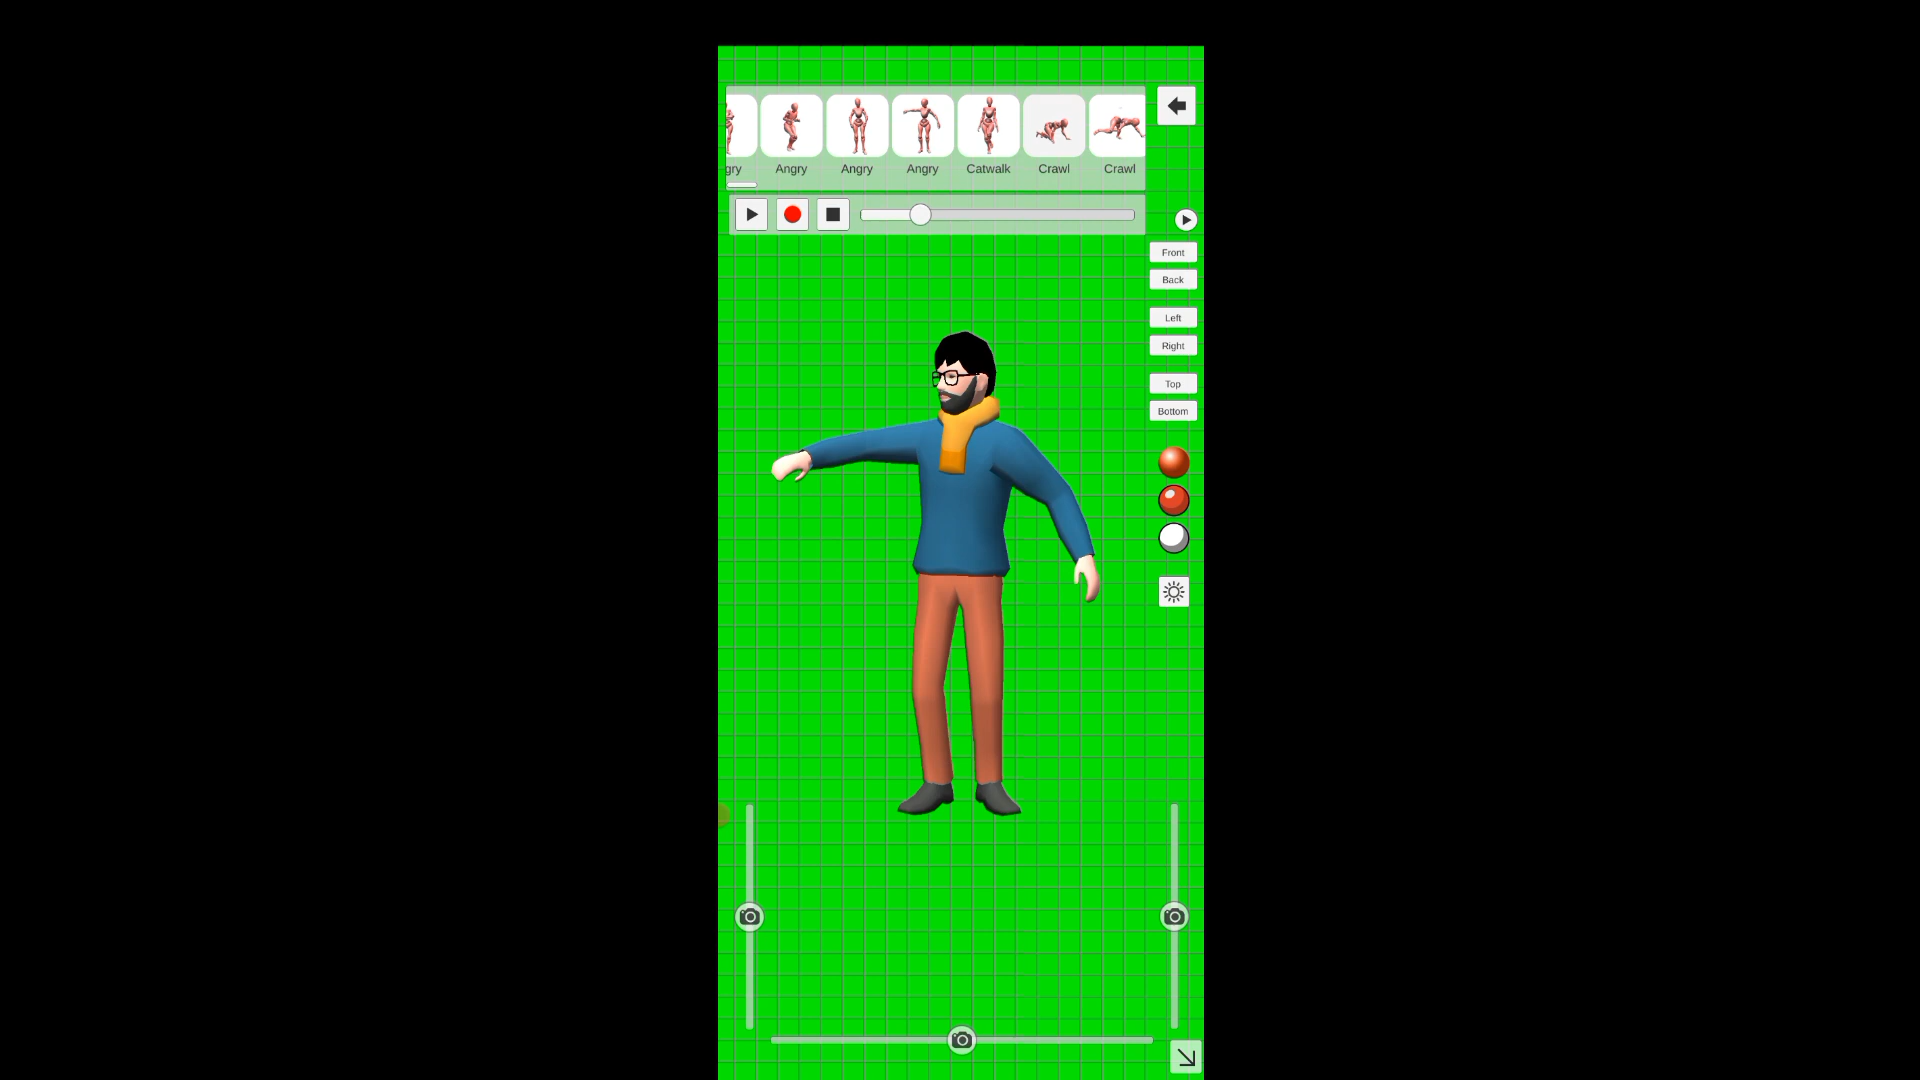 gry Angry Angry Angry Catwalk Crawl Crawl
Front
Back
Left
Right
Top
Bottom